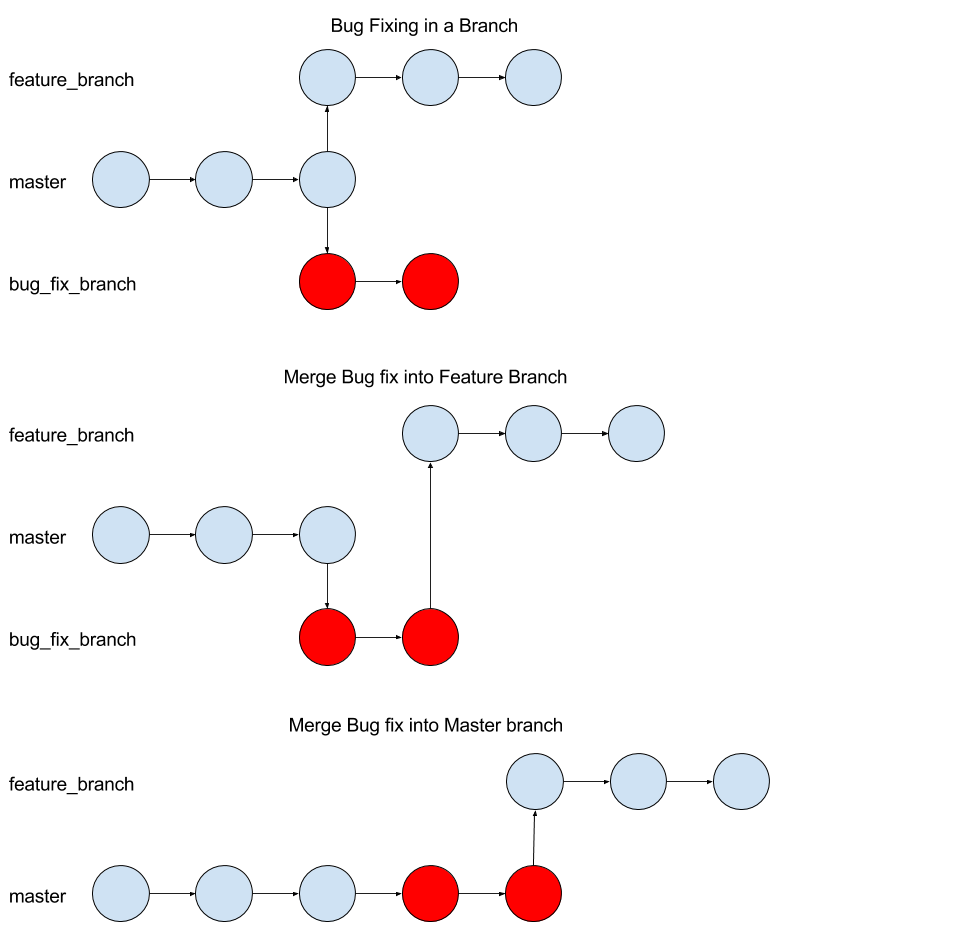 Bug Fixing in a Branch
feature_branch
master
bug_fix_branch
Merge Bug fix into Feature Branch
feature_branch
master
bug_fix_branch
Merge Bug fix into Master branch
feature_branch
master